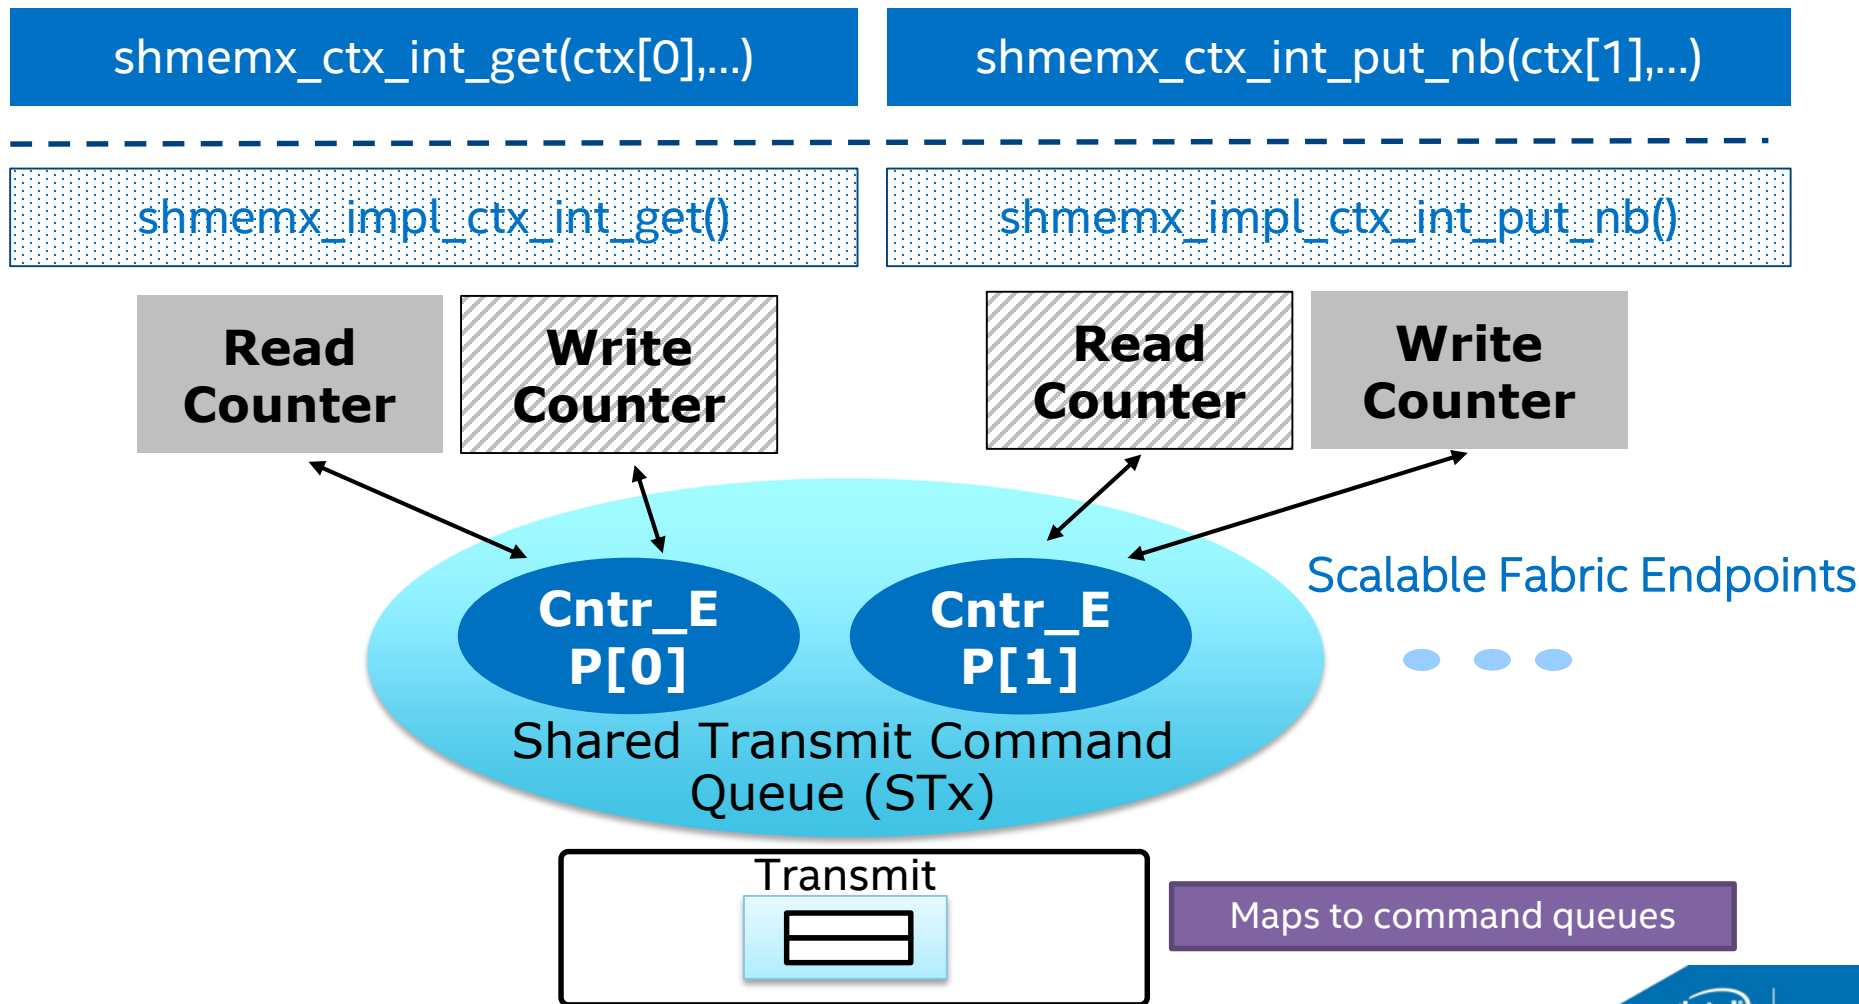 shmemx_ctx_int_get(ctx[0],...)
shmemx_ctx_int_put_nb(ctx[1],...)
shmemx_impl_ctx_int_get()
shmemx_impl_ctx_int_put_nb()
Read
Counter
Write
Counter
Read
Counter
Write
Counter
Scalable Fabric Endpoints
Cntr_E
P[0]
Cntr_E
P[1]
Shared Transmit Command
Queue (STx)
Transmit
Maps to command queues